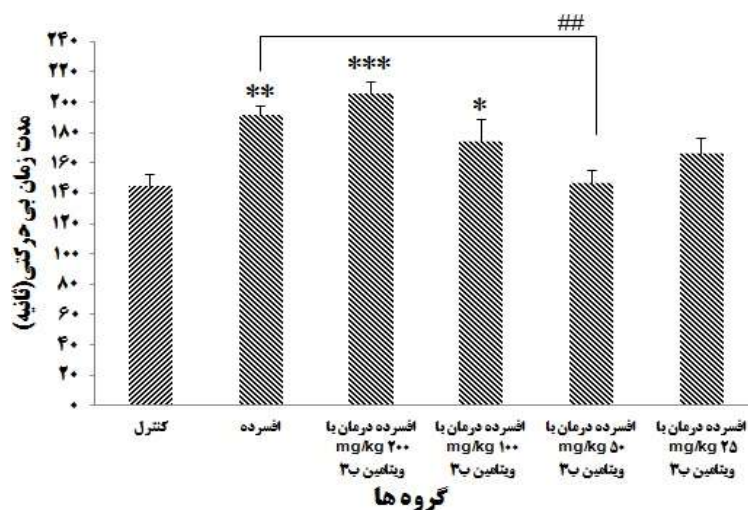 ##
***
**
*
۲۴۰
۲۲۰
۲۰۰
۱۸۰
۱۶۰
۱۴۰
۱۲۰
۱۰۰
۸۰
۶۰
۴۰
۲۰
۰
مدت زمان بی حرکتی(ثانیه)
کنترل
افسرده
افسرده درمان با
mg/kg ۲۰۰
ویتامین ب۳
افسرده درمان با
mg/kg ۱۰۰
ویتامین ب۳
افسرده درمان با
mg/kg ۵۰
ویتامین ب۳
افسرده درمان با
mg/kg ۲۵
ویتامین ب۳
گروه ها